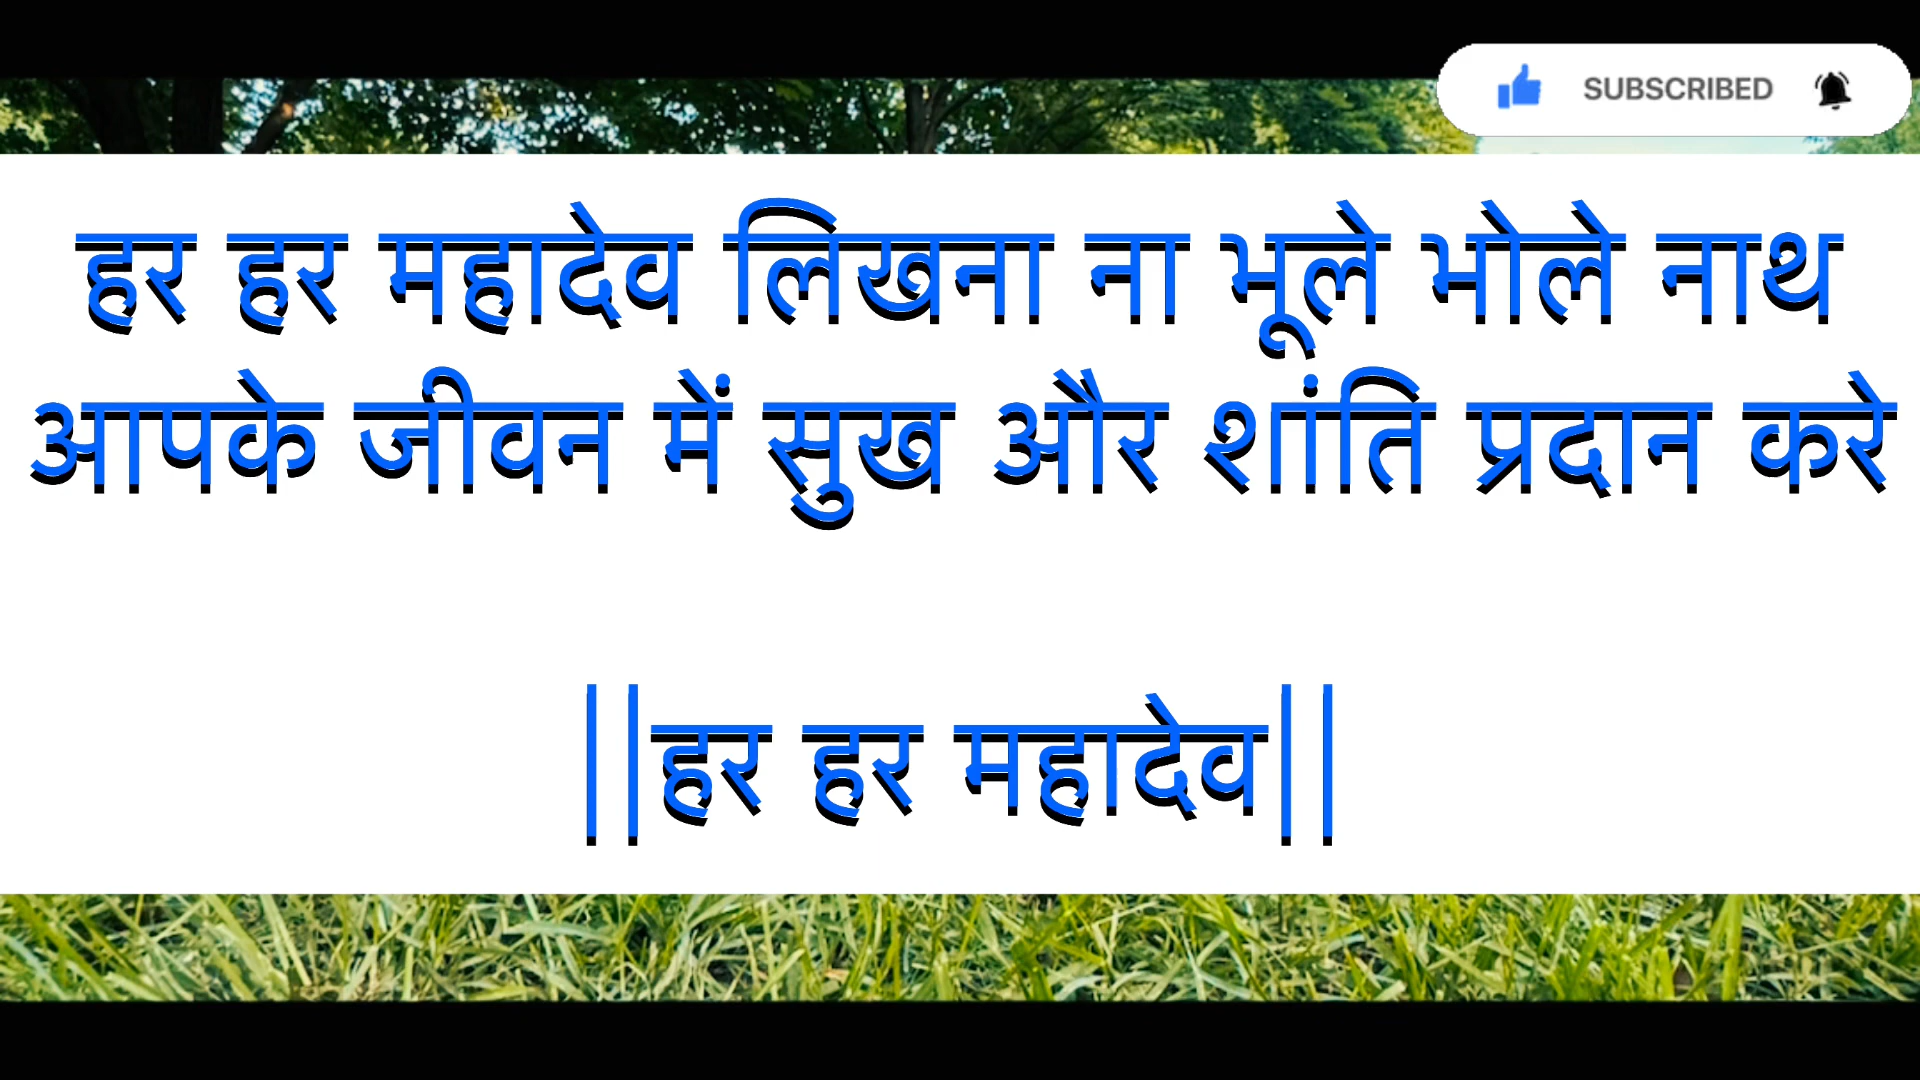 SUBSCRIBED
हर हर महादेव लिखना ना भूले भोले नाथ
आपके जीवन में सुख और शांति प्रदान करे
||हर हर महादेव||